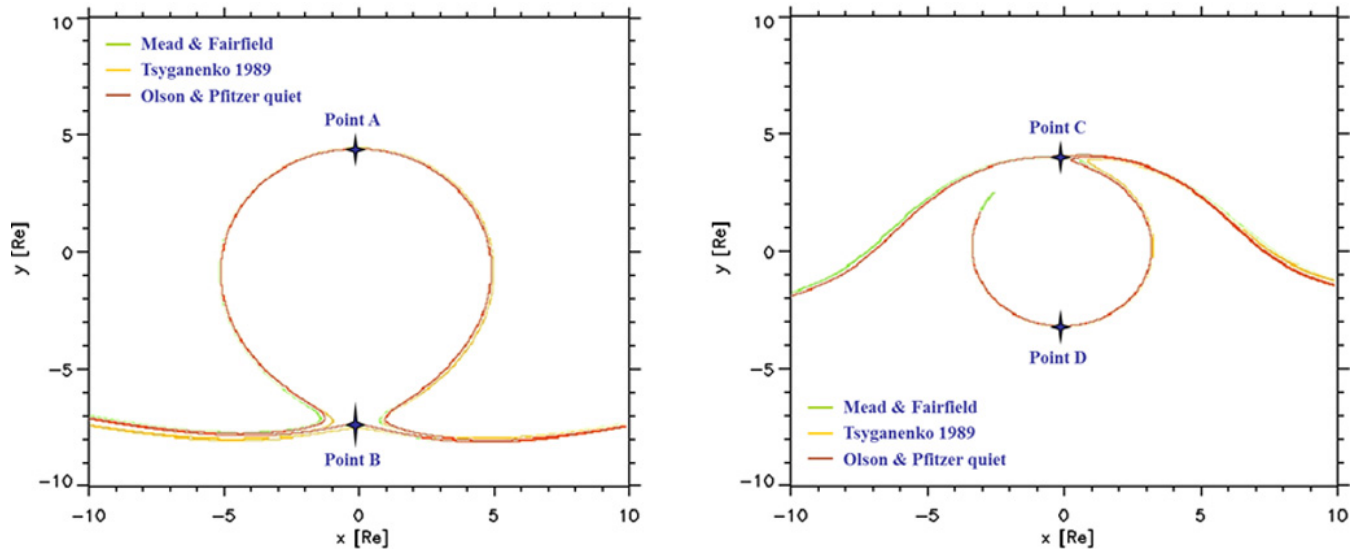 10
Mead & Fairfield
Tsyganenko 1989
Olson & Pfitzer quiet
Point A
5
y [Re]
0
-5
Point B
-10
-10 -5 0 5 10
x [Re]
10
5
Point C
y [Re]
0
-5
Point D
Mead & Fairfield
Tsyganenko 1989
Olson & Pfitzer quiet
-10
-10 -5 0 5 10
x [Re]